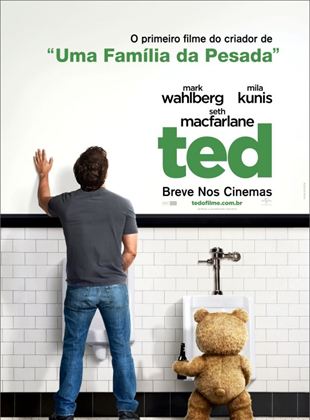 O primeiro filme do criador de
“Uma Família da Pesada”
mark wahlberg
mila kunis
seth macfarlane
ted
Breve Nos Cinemas
tedofilme.com.br